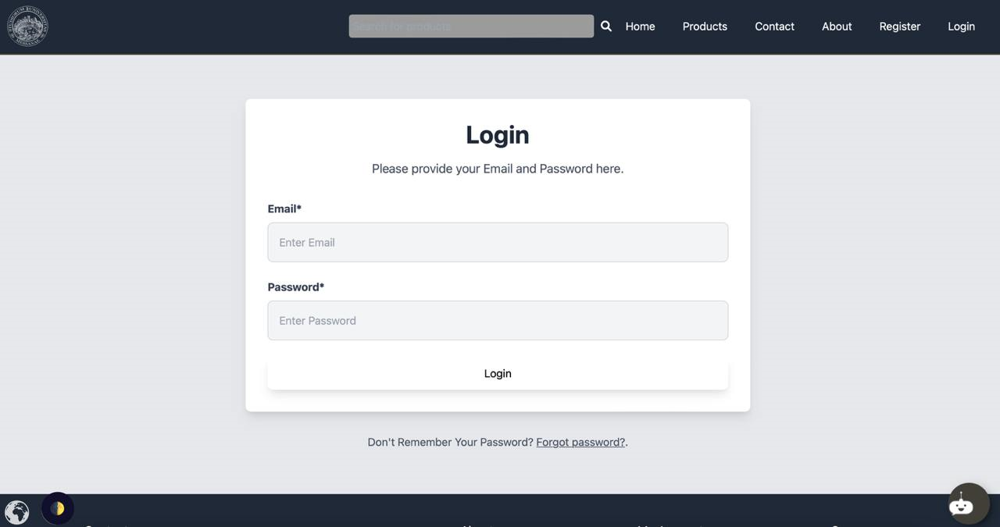 Search for products
Home
Products
Contact
About
Register
Login
Login
Please provide your Email and Password here.
Email*
Enter Email
Password*
Enter Password
Login
Don't Remember Your Password? Forgot password?.